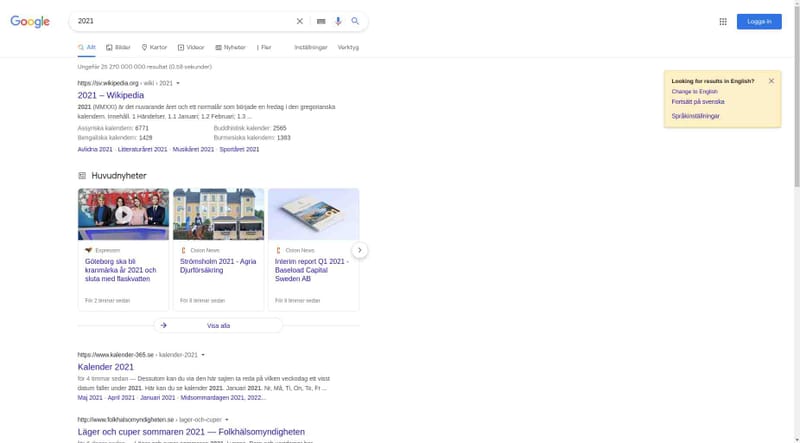 Google
2021
Logga in
Allt
Bilder
Kartor
Videor
Nyheter
Fler
Inställningar
Verktyg
Ungefär 25 270 000 000 resultat (0,68 sekunder)
Looking for results in English?
Change to English
Fortsätt på svenska
Språkinställningar
https://sv.wikipedia.org › wiki › 2021
2021 – Wikipedia
2021 (MMXXI) är det nuvarande året och ett normalår som började en fredag i den gregorianska
kalendern. Innehåll. 1 Händelser. 1.1 Januari; 1.2 Februari; 1.3 ...
Assyriska kalendern: 6771
Buddhistisk kalender: 2565
Bengaliska kalendern: 1428
Burmesiska kalendern: 1383
Avlidna 2021 · Litteraturåret 2021 · Musikåret 2021 · Sportåret 2021
Huvudnyheter
Expressen
Göteborg ska bli
kranmärka år 2021 och
sluta med flaskvatten
För 2 timmar sedan
Cision News
Strömsholm 2021 - Agria
Djurförsäkring
För 8 timmar sedan
Cision News
Interim report Q1 2021 -
Baseload Capital
Sweden AB
Visa alla
https://www.kalender-365.se › kalender-2021
Kalender 2021
för 4 timmar sedan — Dessutom kan du via den här sajten ta reda på vilken veckodag ett visst
datum faller under 2021. Här kan du se kalender 2021. Januari 2021. Nr, Må, Ti, On, To, Fr ...
Maj 2021 · April 2021 · Januari 2021 · Midsommardagen 2021, 2022...
http://www.folkhalsomyndigheten.se › lager-och-cuper
Läger och cuper sommaren 2021 — Folkhälsomyndigheten